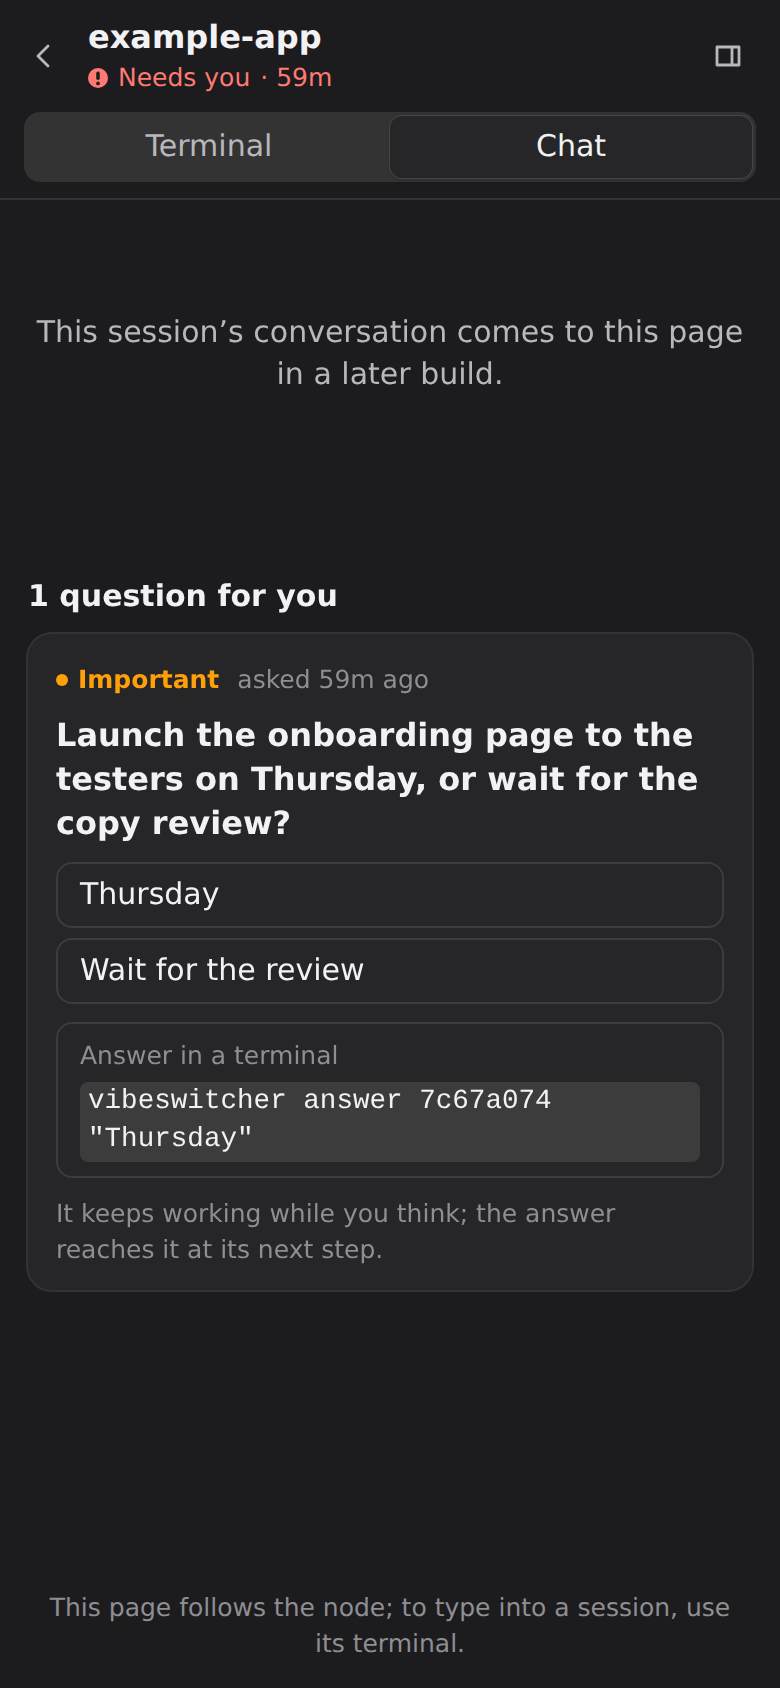 example-app
Needs you · 59m
Terminal
Chat
This session’s conversation comes to this page
in a later build.
1 question for you
Important asked 59m ago
Launch the onboarding page to the
testers on Thursday, or wait for the
copy review?
Thursday
Wait for the review
Answer in a terminal
vibeswitcher answer 7c67a074
"Thursday"
It keeps working while you think; the answer
reaches it at its next step.
This page follows the node; to type into a session, use
its terminal.